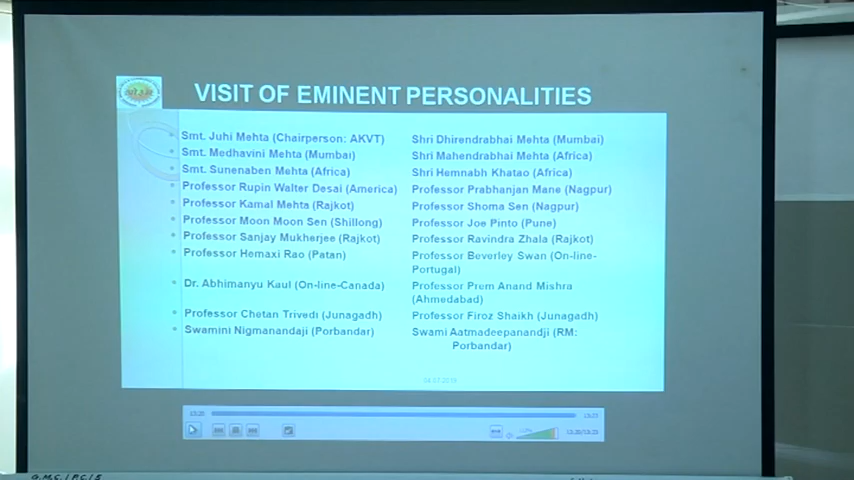 VISIT OF EMINENT PERSONALITIES
Smt. Juhi Mehta (Chairperson: AKVT)
Smt. Medhavini Mehta (Mumbai)
Smt. Sunenaben Mehta (Africa)
Professor Rupin Walter Desai (America)
Professor Kamal Mehta (Rajkot)
Professor Moon Moon Sen (Shillong)
Professor Sanjay Mukherjee (Rajkot)
Professor Hemaxi Rao (Patan)
Dr. Abhimanyu Kaul (On-line-Canada)
Professor Chetan Trivedi (Junagadh)
Swamini Nigmanandaji (Porbandar)
Shri Dhirendrabhai Mehta (Mumbai)
Shri Mahendrabhai Mehta (Africa)
Shri Hemnabh Khatao (Africa)
Professor Prabhanjan Mane (Nagpur)
Professor Shoma Sen (Nagpur)
Professor Joe Pinto (Pune)
Professor Ravindra Zhala (Rajkot)
Professor Beverley Swan (On-line-
Portugal)
Professor Prem Anand Mishra
(Ahmedabad)
Professor Firoz Shaikh (Junagadh)
Swami Aatmadeepanandji (RM:
Porbandar)